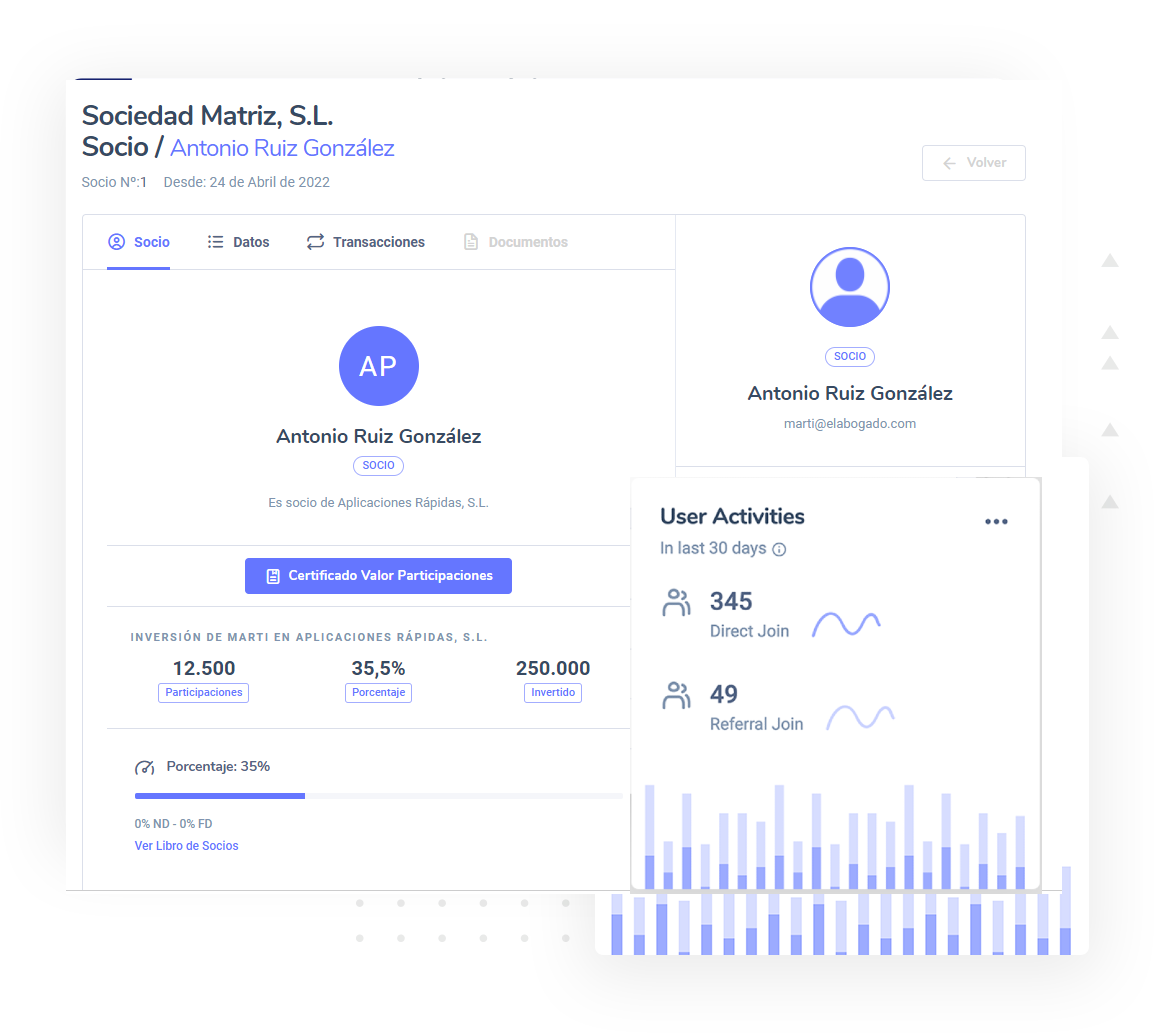 Sociedad Matriz, S.L.
Socio / Antonio Ruiz González
Socio Nº:1 Desde: 24 de Abril de 2022
Volver
Socio Datos Transacciones Documentos
AP
Antonio Ruiz González
SOCIO
Es socio de Aplicaciones Rápidas, S.L.
Certificado Valor Participaciones
INVERSIÓN DE MARTI EN APLICACIONES RÁPIDAS, S.L.
12.500 35,5% 250.000
Participaciones Porcentaje Invertido
Porcentaje: 35%
0% ND - 0% FD
Ver Libro de Socios
SOCIO
Antonio Ruiz González
marti@elabogado.com
User Activities
In last 30 days
345
Direct Join
49
Referral Join